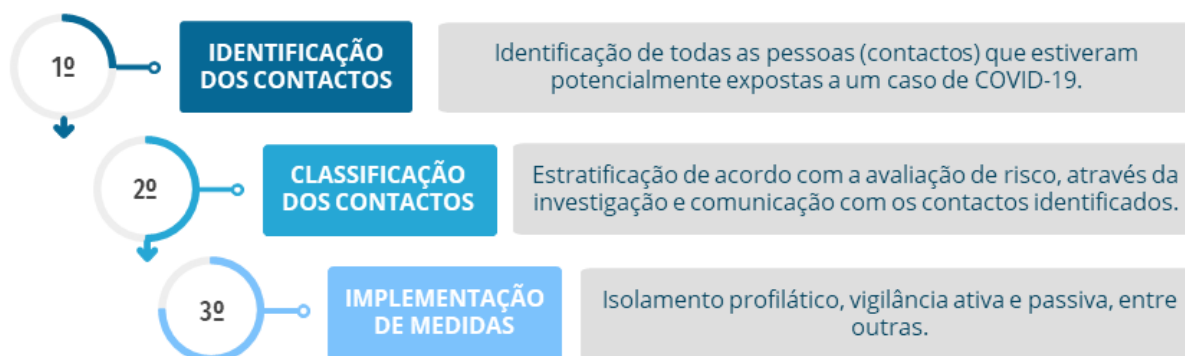 1º
IDENTIFICAÇÃO
DOS CONTACTOS
Identificação de todas as pessoas (contactos) que estiveram
potencialmente expostas a um caso de COVID-19.
2º
CLASSIFICAÇÃO
DOS CONTACTOS
Estratificação de acordo com a avaliação de risco, através da
investigação e comunicação com os contactos identificados.
3º
IMPLEMENTAÇÃO
DE MEDIDAS
Isolamento profilático, vigilância ativa e passiva, entre
outras.